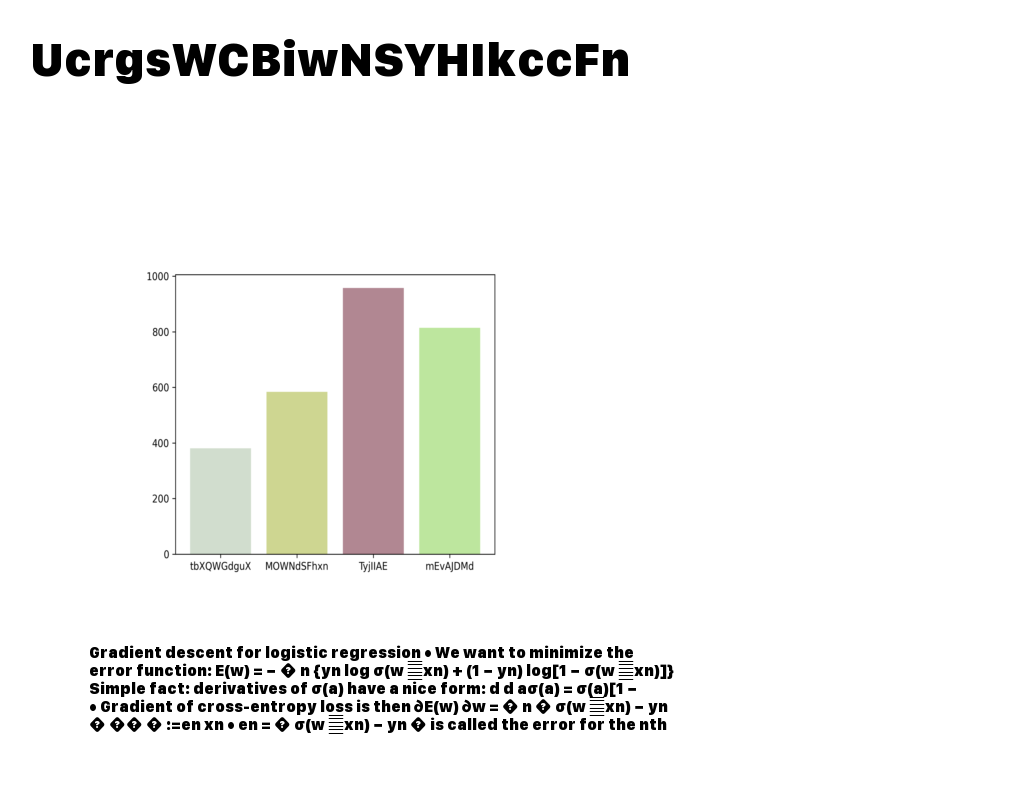 UcrgsWCBiwNSYHIkccFn
1000
800
600
400
200
0
tbXQWGdguX MOWNdSFhxn TyjIIAE mEvAJDMd
Gradient descent for logistic regression • We want to minimize the
error function: E(w) = − � n {yn log σ(w xn) + (1 − yn) log[1 − σ(w xn)]}
Simple fact: derivatives of σ(a) have a nice form: d d aσ(a) = σ(a)[1 −
• Gradient of cross-entropy loss is then ∂E(w) ∂w = � n � σ(w xn) − yn
� �� � :=en xn • en = � σ(w xn) − yn � is called the error for the nth